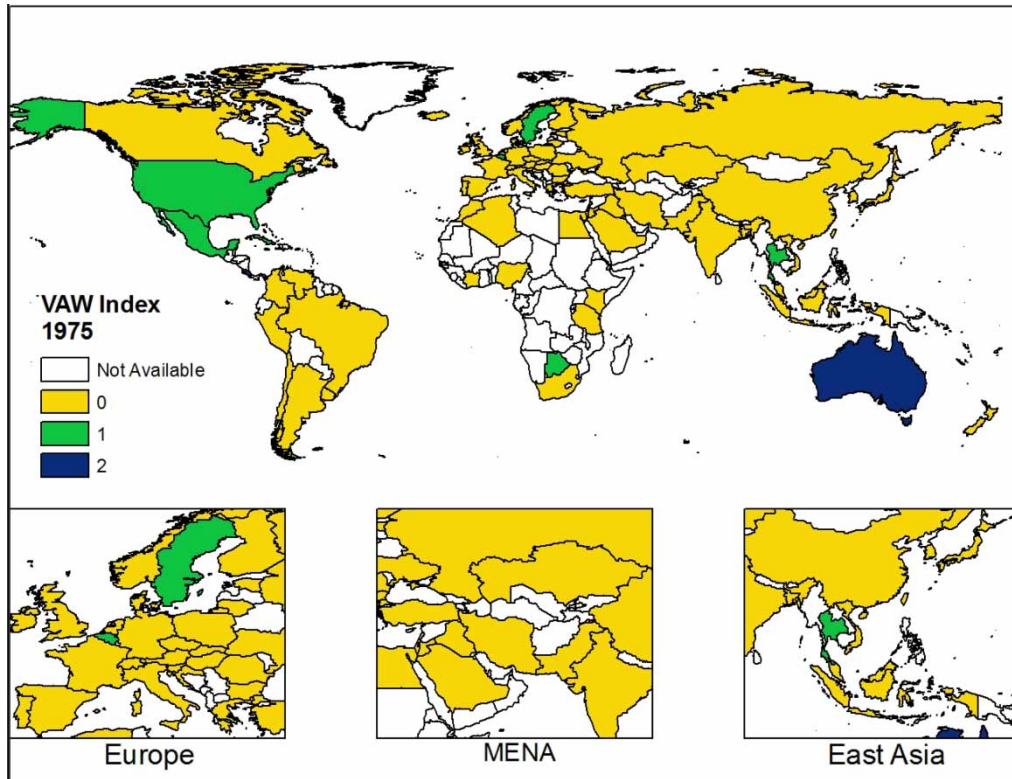 VAW Index
1975
Not Available
0
1
2
Europe
MENA
East Asia